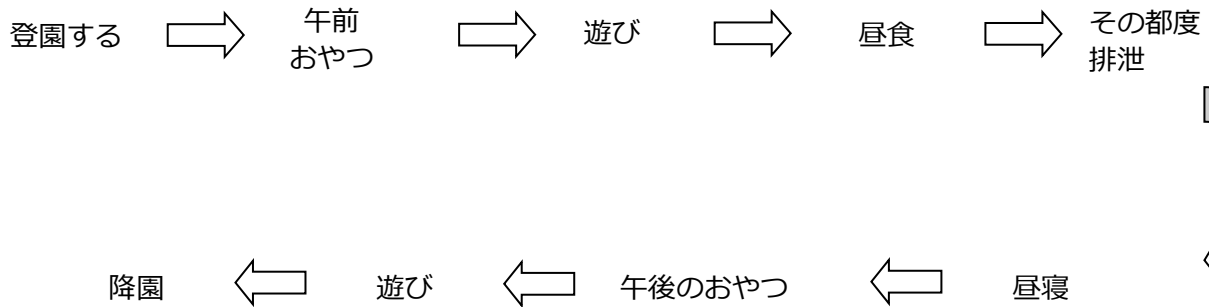 登園する
午前
おやつ
遊び
昼食
その都度
排泄
昼寝
午後のおやつ
遊び
降園